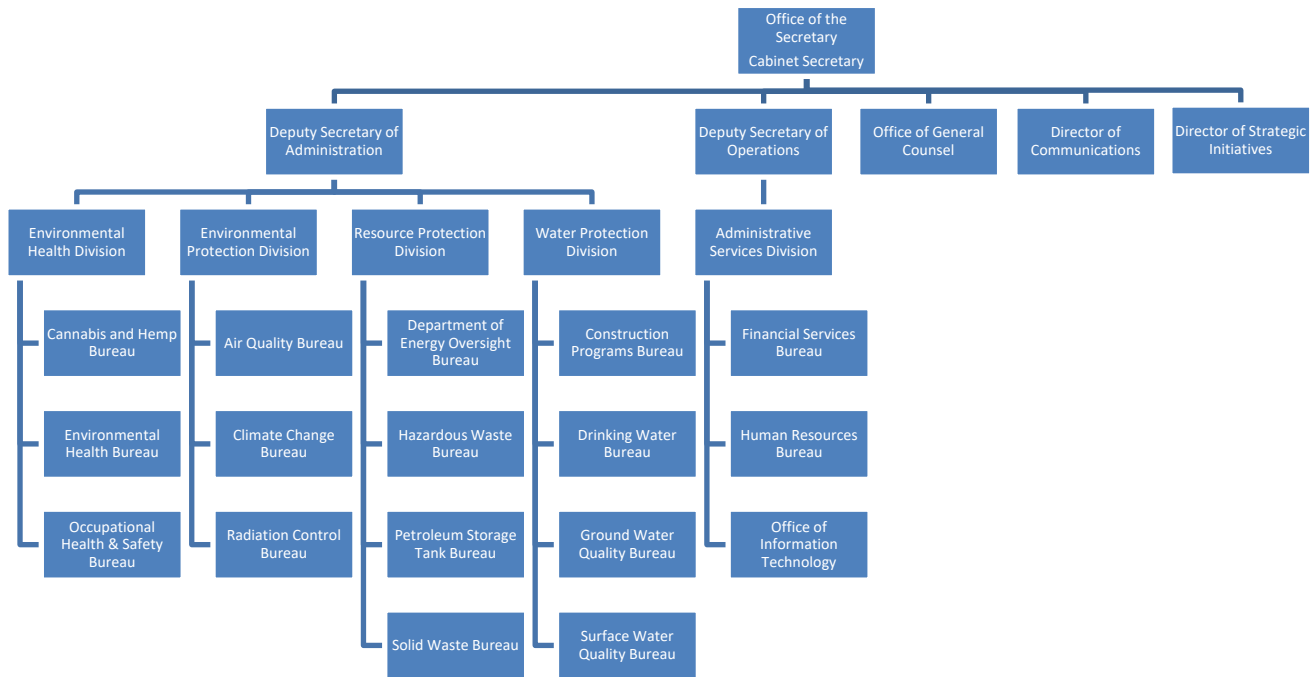 Office of the
Secretary
Cabinet Secretary
Deputy Secretary of
Administration
Deputy Secretary of
Operations
Office of General
Counsel
Director of
Communications
Director of Strategic
Initiatives
Environmental
Health Division
Environmental
Protection Division
Resource Protection
Division
Water Protection
Division
Administrative
Services Division
Cannabis and Hemp
Bureau
Air Quality Bureau
Department of
Energy Oversight
Bureau
Construction
Programs Bureau
Financial Services
Bureau
Environmental
Health Bureau
Climate Change
Bureau
Hazardous Waste
Bureau
Drinking Water
Bureau
Human Resources
Bureau
Occupational
Health & Safety
Bureau
Radiation Control
Bureau
Petroleum Storage
Tank Bureau
Ground Water
Quality Bureau
Office of
Information
Technology
Solid Waste Bureau
Surface Water
Quality Bureau